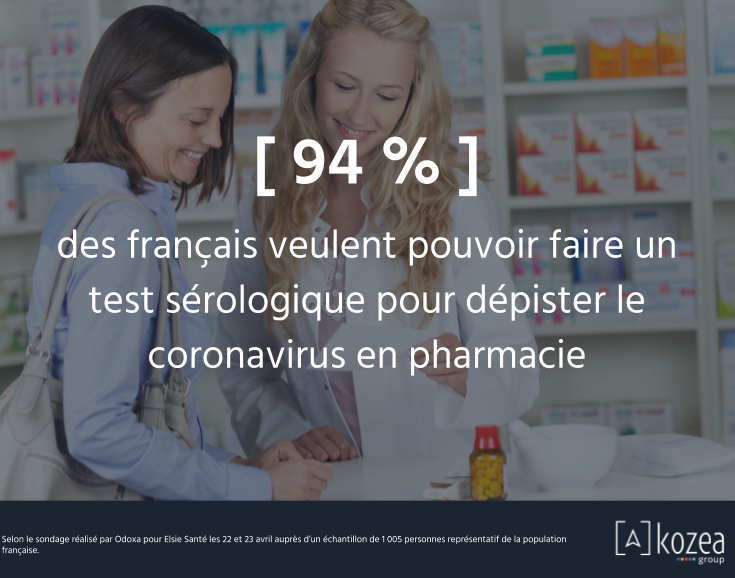 [ 94 % ]
des français veulent pouvoir faire un
test sérologique pour dépister le
coronavirus en pharmacie
Selon le sondage réalisé par Odoxa pour Elsie Santé les 22 et 23 avril auprès d'un échantillon de 1 005 personnes représentatif de la population
française.
[A]kozea
group